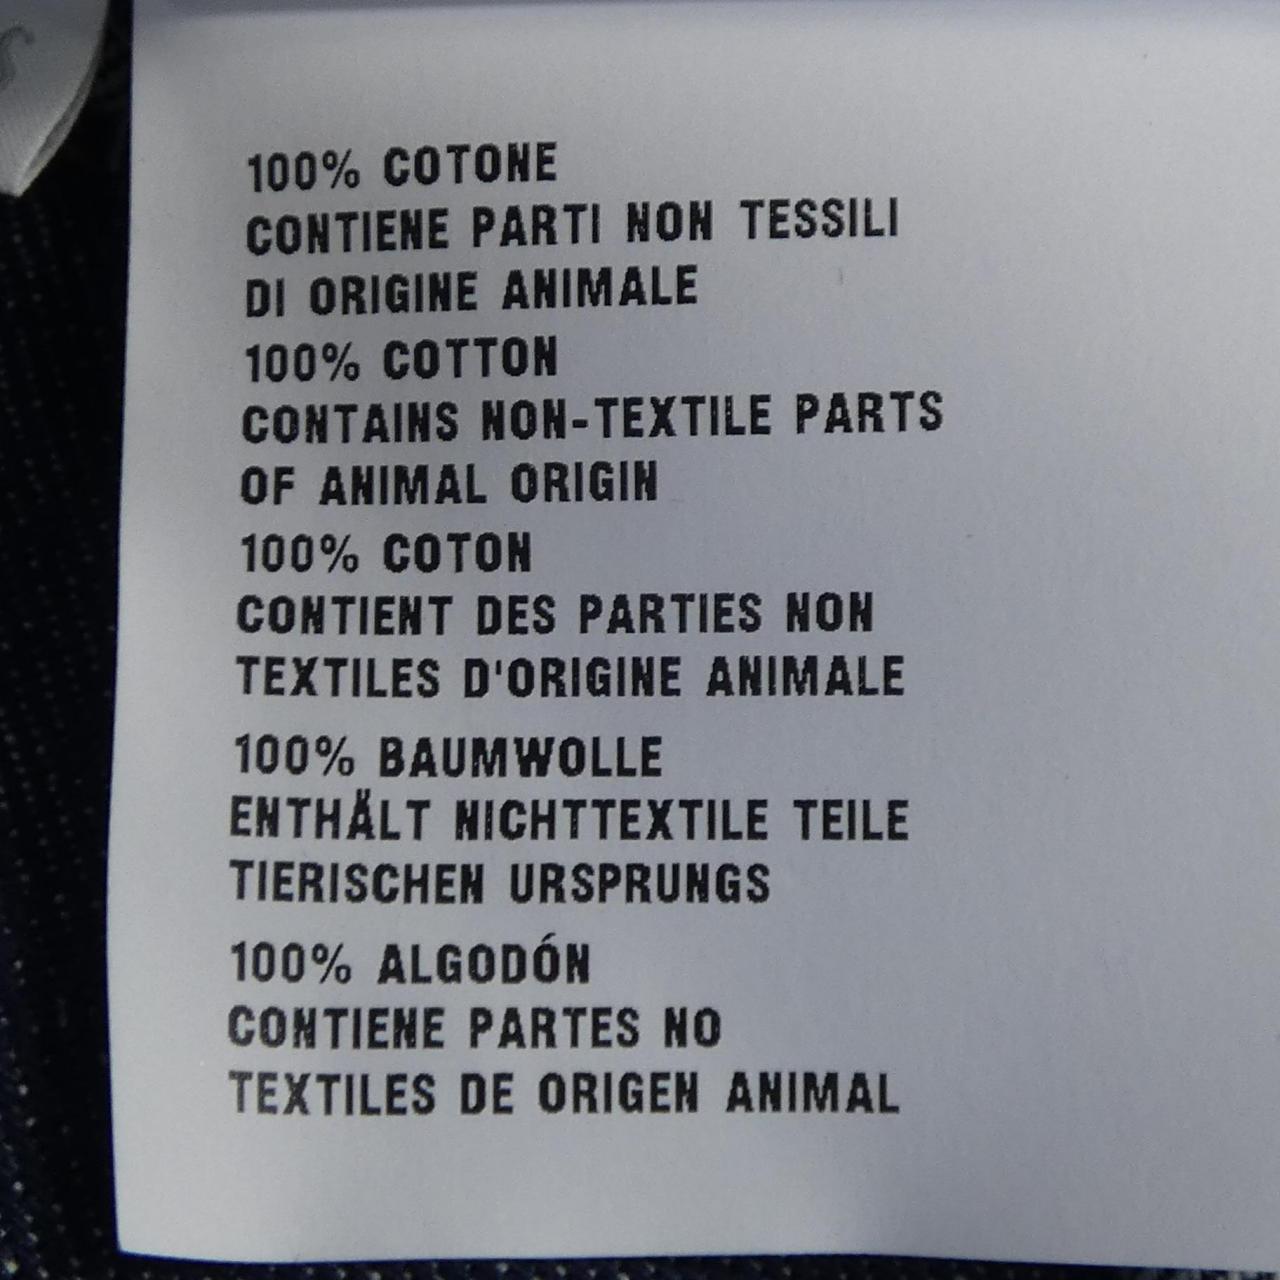 100% COTONE
CONTIENE PARTI NON TESSILI
DI ORIGINE ANIMALE
100% COTTON
CONTAINS NON-TEXTILE PARTS
OF ANIMAL ORIGIN
100% COTON
CONTIENT DES PARTIES NON
TEXTILES D'ORIGINE ANIMALE
100% BAUMWOLLE
ENTHÄLT NICHTTEXTILE TEILE
TIERISCHEN URSPRUNGS
100% ALGODÓN
CONTIENE PARTES NO
TEXTILES DE ORIGEN ANIMAL